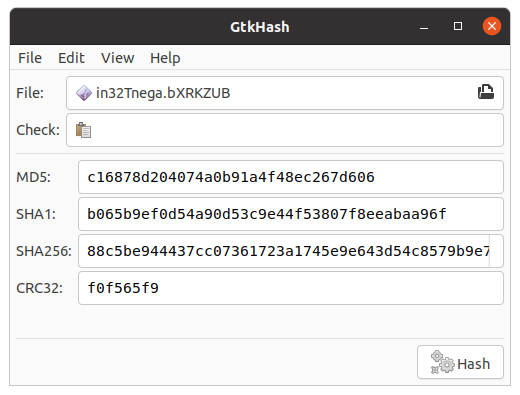 GtkHash
File Edit View Help
File: in32Tnega.bXRKZUB
Check:
MD5: c16878d204074a0b91a4f48ec267d606
SHA1: b065b9ef0d54a90d53c9e44f53807f8eeabaa96f
SHA256: 88c5be944437cc07361723a1745e9e643d54c8579b9e7
CRC32: f0f565f9
Hash